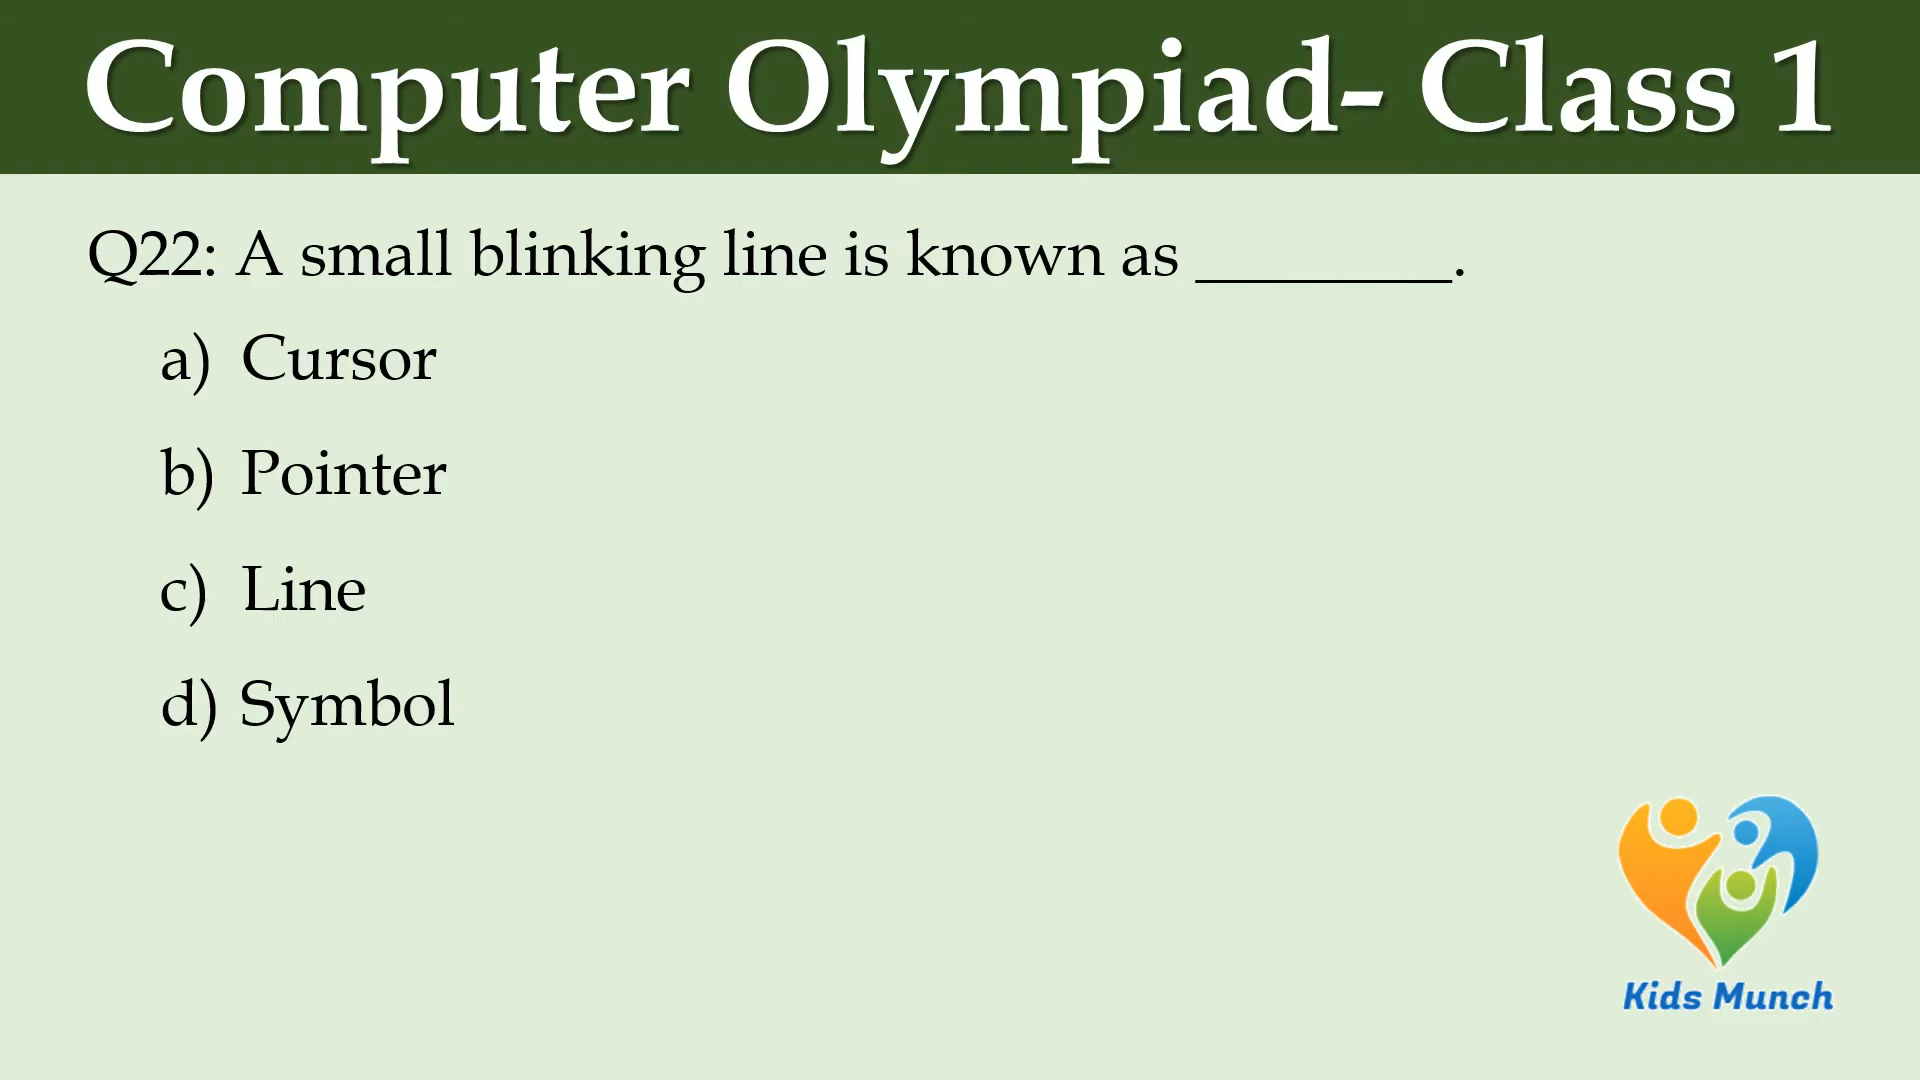 Computer Olympiad- Class 1
Q22: A small blinking line is known as ________.
a) Cursor
b) Pointer
c) Line
d) Symbol
Kids Munch